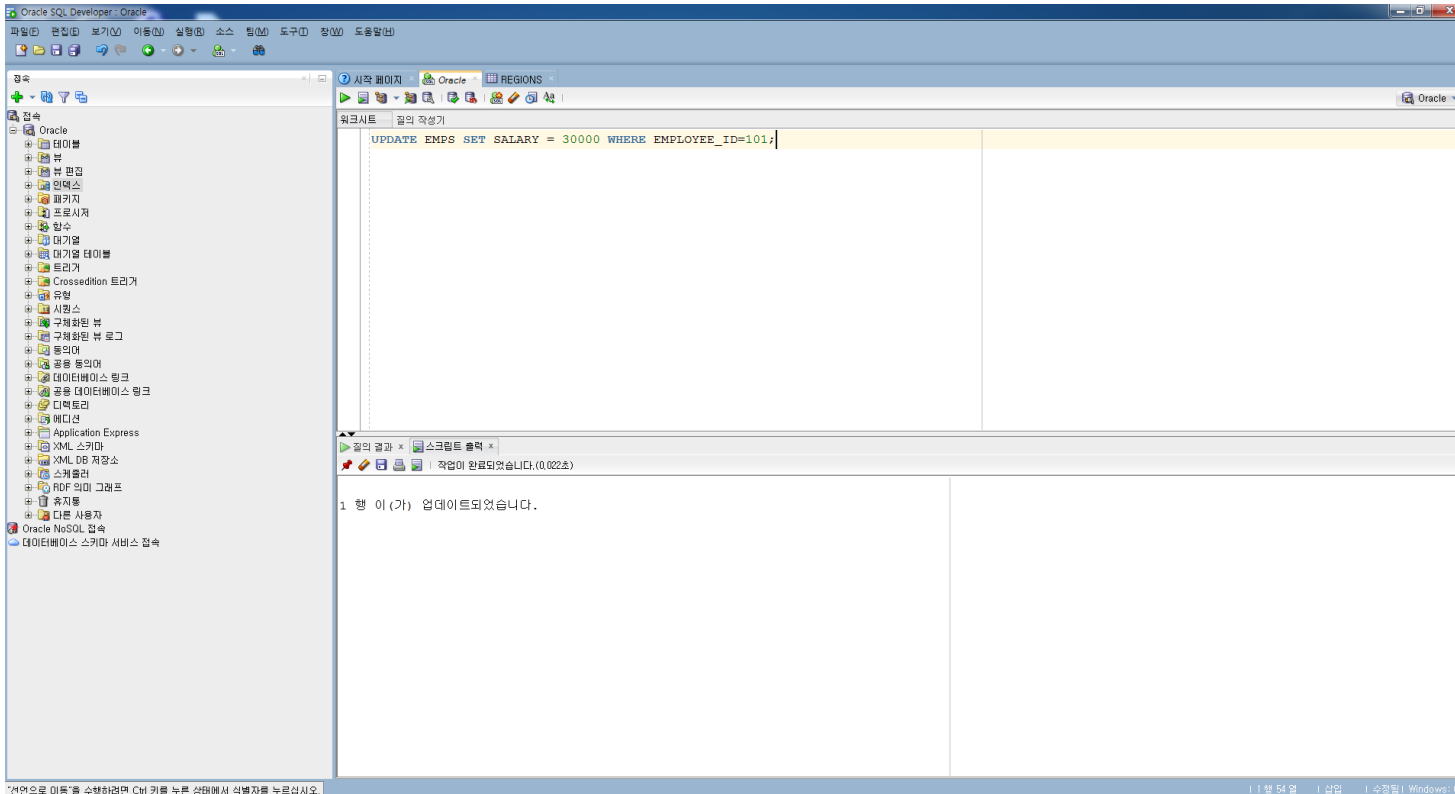 Oracle SQL Developer : Oracle
파일(F) 편집(E) 보기(V) 이동(N) 실행(R) 소스 팀(M) 도구(T) 창(W) 도움말(H)
접속
시작 페이지 Oracle REGIONS
Oracle
접속
워크시트 질의 작성기
Oracle
UPDATE EMPS SET SALARY = 30000 WHERE EMPLOYEE_ID=101;
테이블
뷰
뷰 편집
인덱스
패키지
프로시저
함수
대기열
대기열 테이블
트리거
Crossedition 트리거
유형
시퀀스
구체화된 뷰
구체화된 뷰 로그
동의어
공용 동의어
데이터베이스 링크
공용 데이터베이스 링크
디렉토리
에디션
Application Express
XML 스키마
XML DB 저장소
스케줄러
RDF 의미 그래프
휴지통
다른 사용자
Oracle NoSQL 접속
데이터베이스 스키마 서비스 접속
질의 결과 스크립트 출력
작업이 완료되었습니다.(0,022초)
1 행 이(가) 업데이트되었습니다.
"선언으로 이동"을 수행하려면 Ctrl 키를 누른 상태에서 식별자를 누르십시오.
1 행 54 열 삽입 수정됨 Windows: